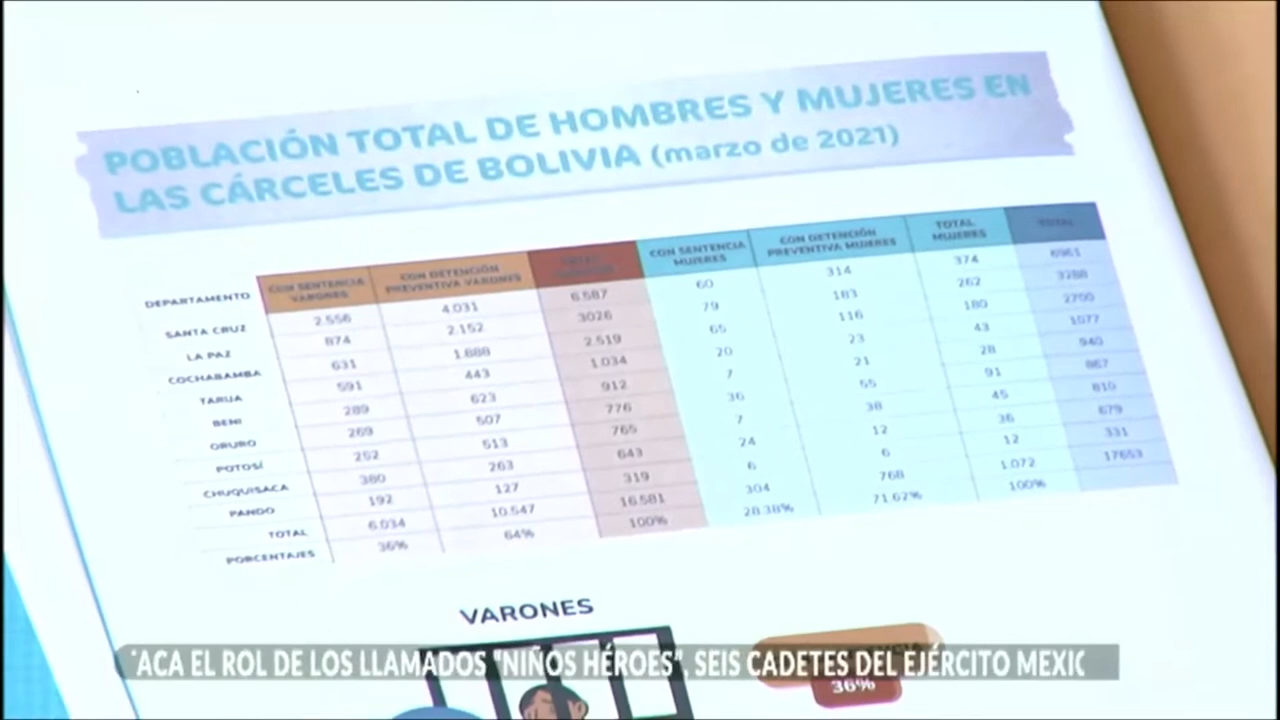 POBLACIÓN TOTAL DE HOMBRES Y MUJERES EN
LAS CÁRCELES DE BOLIVIA (marzo de 2021)
DEPARTAMENTO CON SENTENCIA VARONES CON DETENCIÓN PREVENTIVA VARONES TOTAL CON SENTENCIA MUJERES CON DETENCIÓN PREVENTIVA MUJERES TOTAL MUJERES TOTAL
SANTA CRUZ 2.556 4.031 6.587 60 314 374 6961
LA PAZ 874 2.152 3026 79 183 262 3288
COCHABAMBA 631 1.888 2.519 65 116 180 2700
TARIJA 591 443 1.034 20 23 43 1077
BENI 289 623 912 7 21 28 940
ORURO 269 507 776 36 55 91 867
POTOSÍ 252 513 765 7 38 45 810
CHUQUISACA 380 263 643 24 12 36 679
PANDO 192 127 319 6 6 12 331
TOTAL 6.034 10.547 16.581 304 768 1.072 17653
PORCENTAJES 36% 64% 100% 28.38% 71.62% 100%
VARONES
ACA EL ROL DE LOS LLAMADOS "NIÑOS HÉROES", SEIS CADETES DEL EJÉRCITO MEXIC
36%